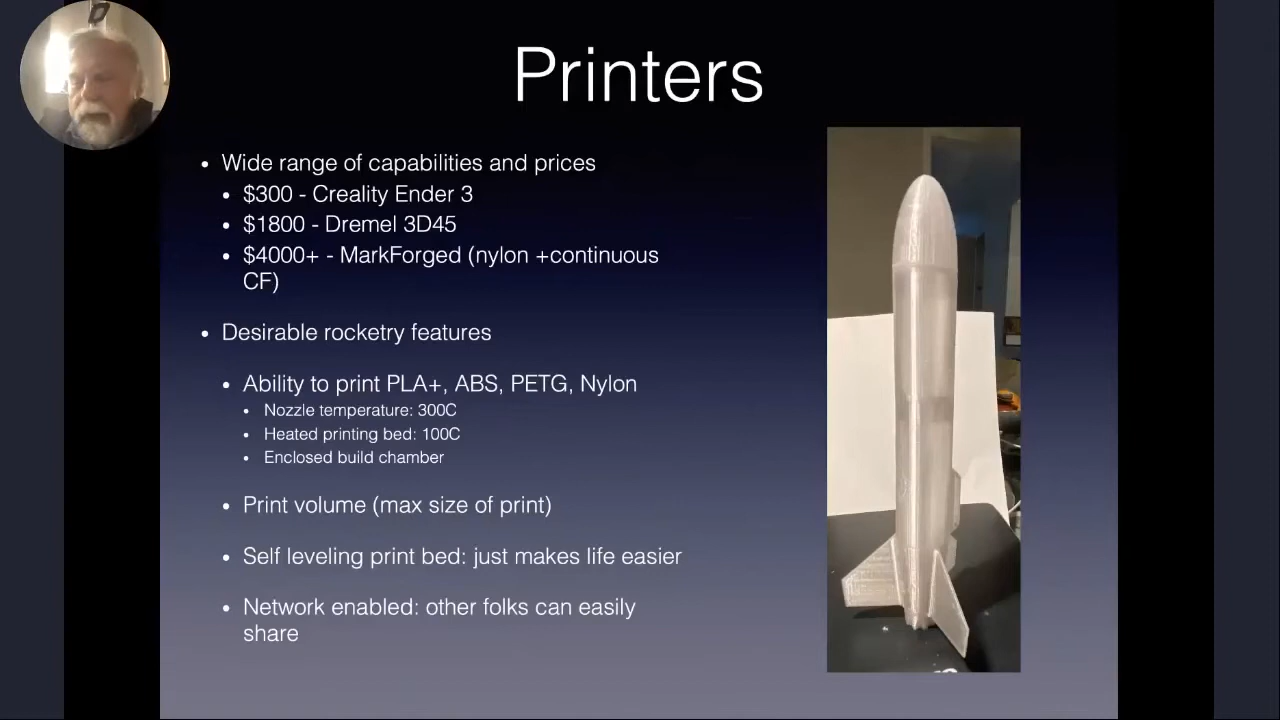 Printers
• Wide range of capabilities and prices
• $300 - Creality Ender 3
• $1800 - Dremel 3D45
• $4000+ - MarkForged (nylon +continuous
CF)
• Desirable rocketry features
• Ability to print PLA+, ABS, PETG, Nylon
• Nozzle temperature: 300C
• Heated printing bed: 100C
• Enclosed build chamber
• Print volume (max size of print)
• Self leveling print bed: just makes life easier
• Network enabled: other folks can easily
share